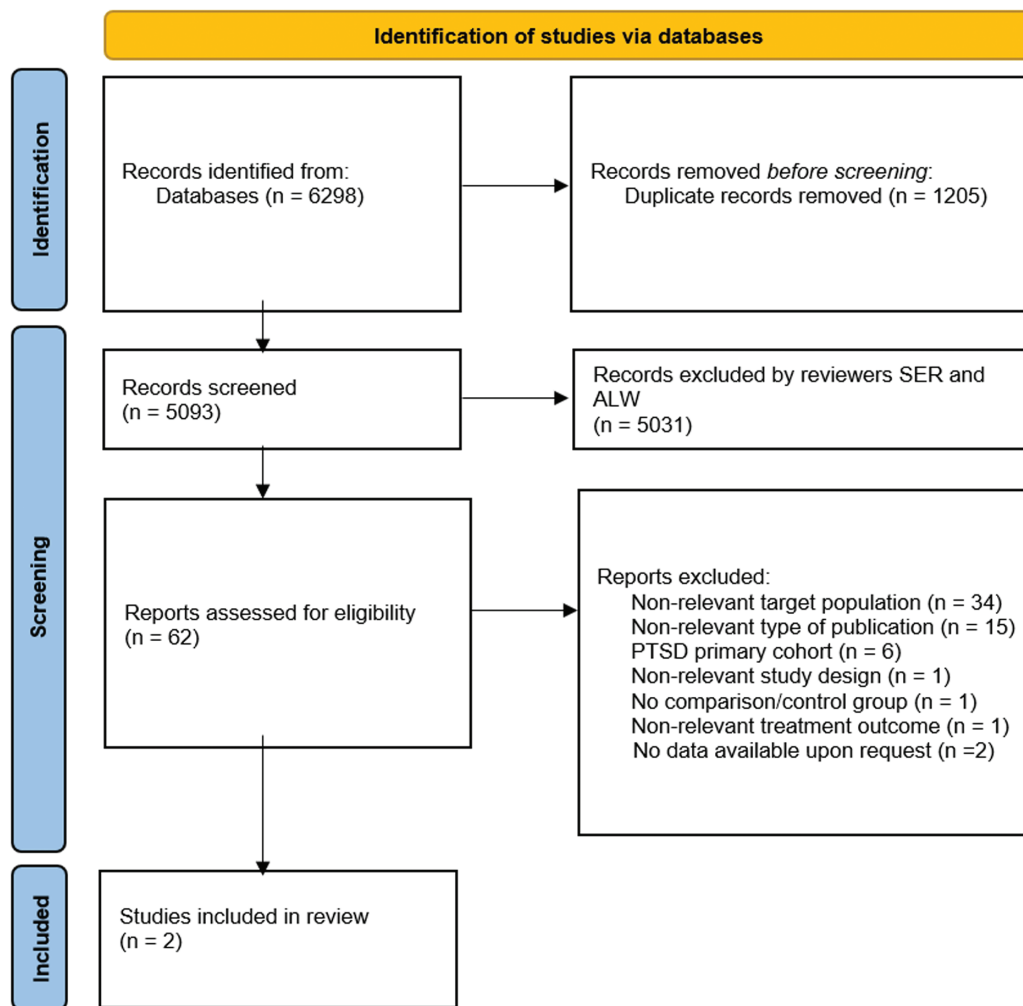 Identification of studies via databases
Identification
Records identified from:
Databases (n = 6298)
Records removed before screening:
Duplicate records removed (n = 1205)
Screening
Records screened
(n = 5093)
Records excluded by reviewers SER and
ALW
(n = 5031)
Reports assessed for eligibility
(n = 62)
Reports excluded:
Non-relevant target population (n = 34)
Non-relevant type of publication (n = 15)
PTSD primary cohort (n = 6)
Non-relevant study design (n = 1)
No comparison/control group (n = 1)
Non-relevant treatment outcome (n = 1)
No data available upon request (n =2)
Included
Studies included in review
(n = 2)